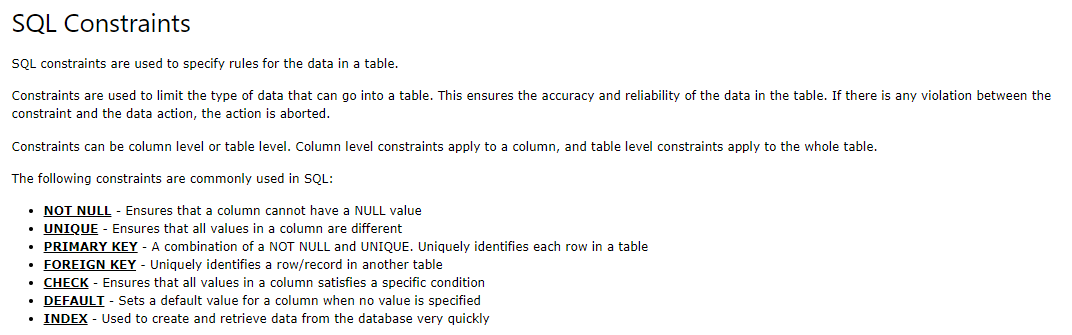 SQL Constraints
SQL constraints are used to specify rules for the data in a table.
Constraints are used to limit the type of data that can go into a table. This ensures the accuracy and reliability of the data in the table. If there is any violation between the
constraint and the data action, the action is aborted.
Constraints can be column level or table level. Column level constraints apply to a column, and table level constraints apply to the whole table.
The following constraints are commonly used in SQL:
• NOT NULL - Ensures that a column cannot have a NULL value
• UNIQUE - Ensures that all values in a column are different
• PRIMARY KEY - A combination of a NOT NULL and UNIQUE. Uniquely identifies each row in a table
• FOREIGN KEY - Uniquely identifies a row/record in another table
• CHECK - Ensures that all values in a column satisfies a specific condition
• DEFAULT - Sets a default value for a column when no value is specified
• INDEX - Used to create and retrieve data from the database very quickly